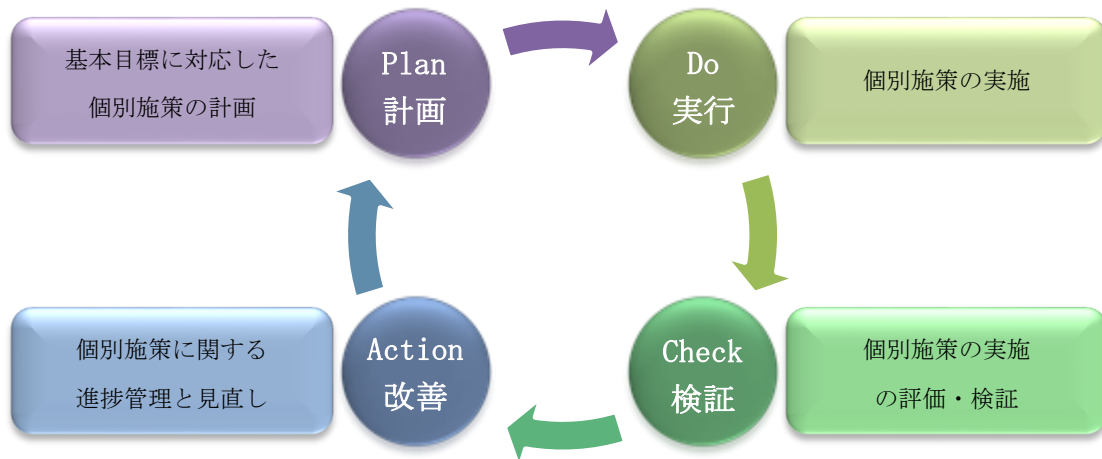 基本目標に対応した
個別施策の計画
Plan
計画
Do
実行
個別施策の実施
個別施策に関する
進捗管理と見直し
Action
改善
Check
検証
個別施策の実施
の評価・検証